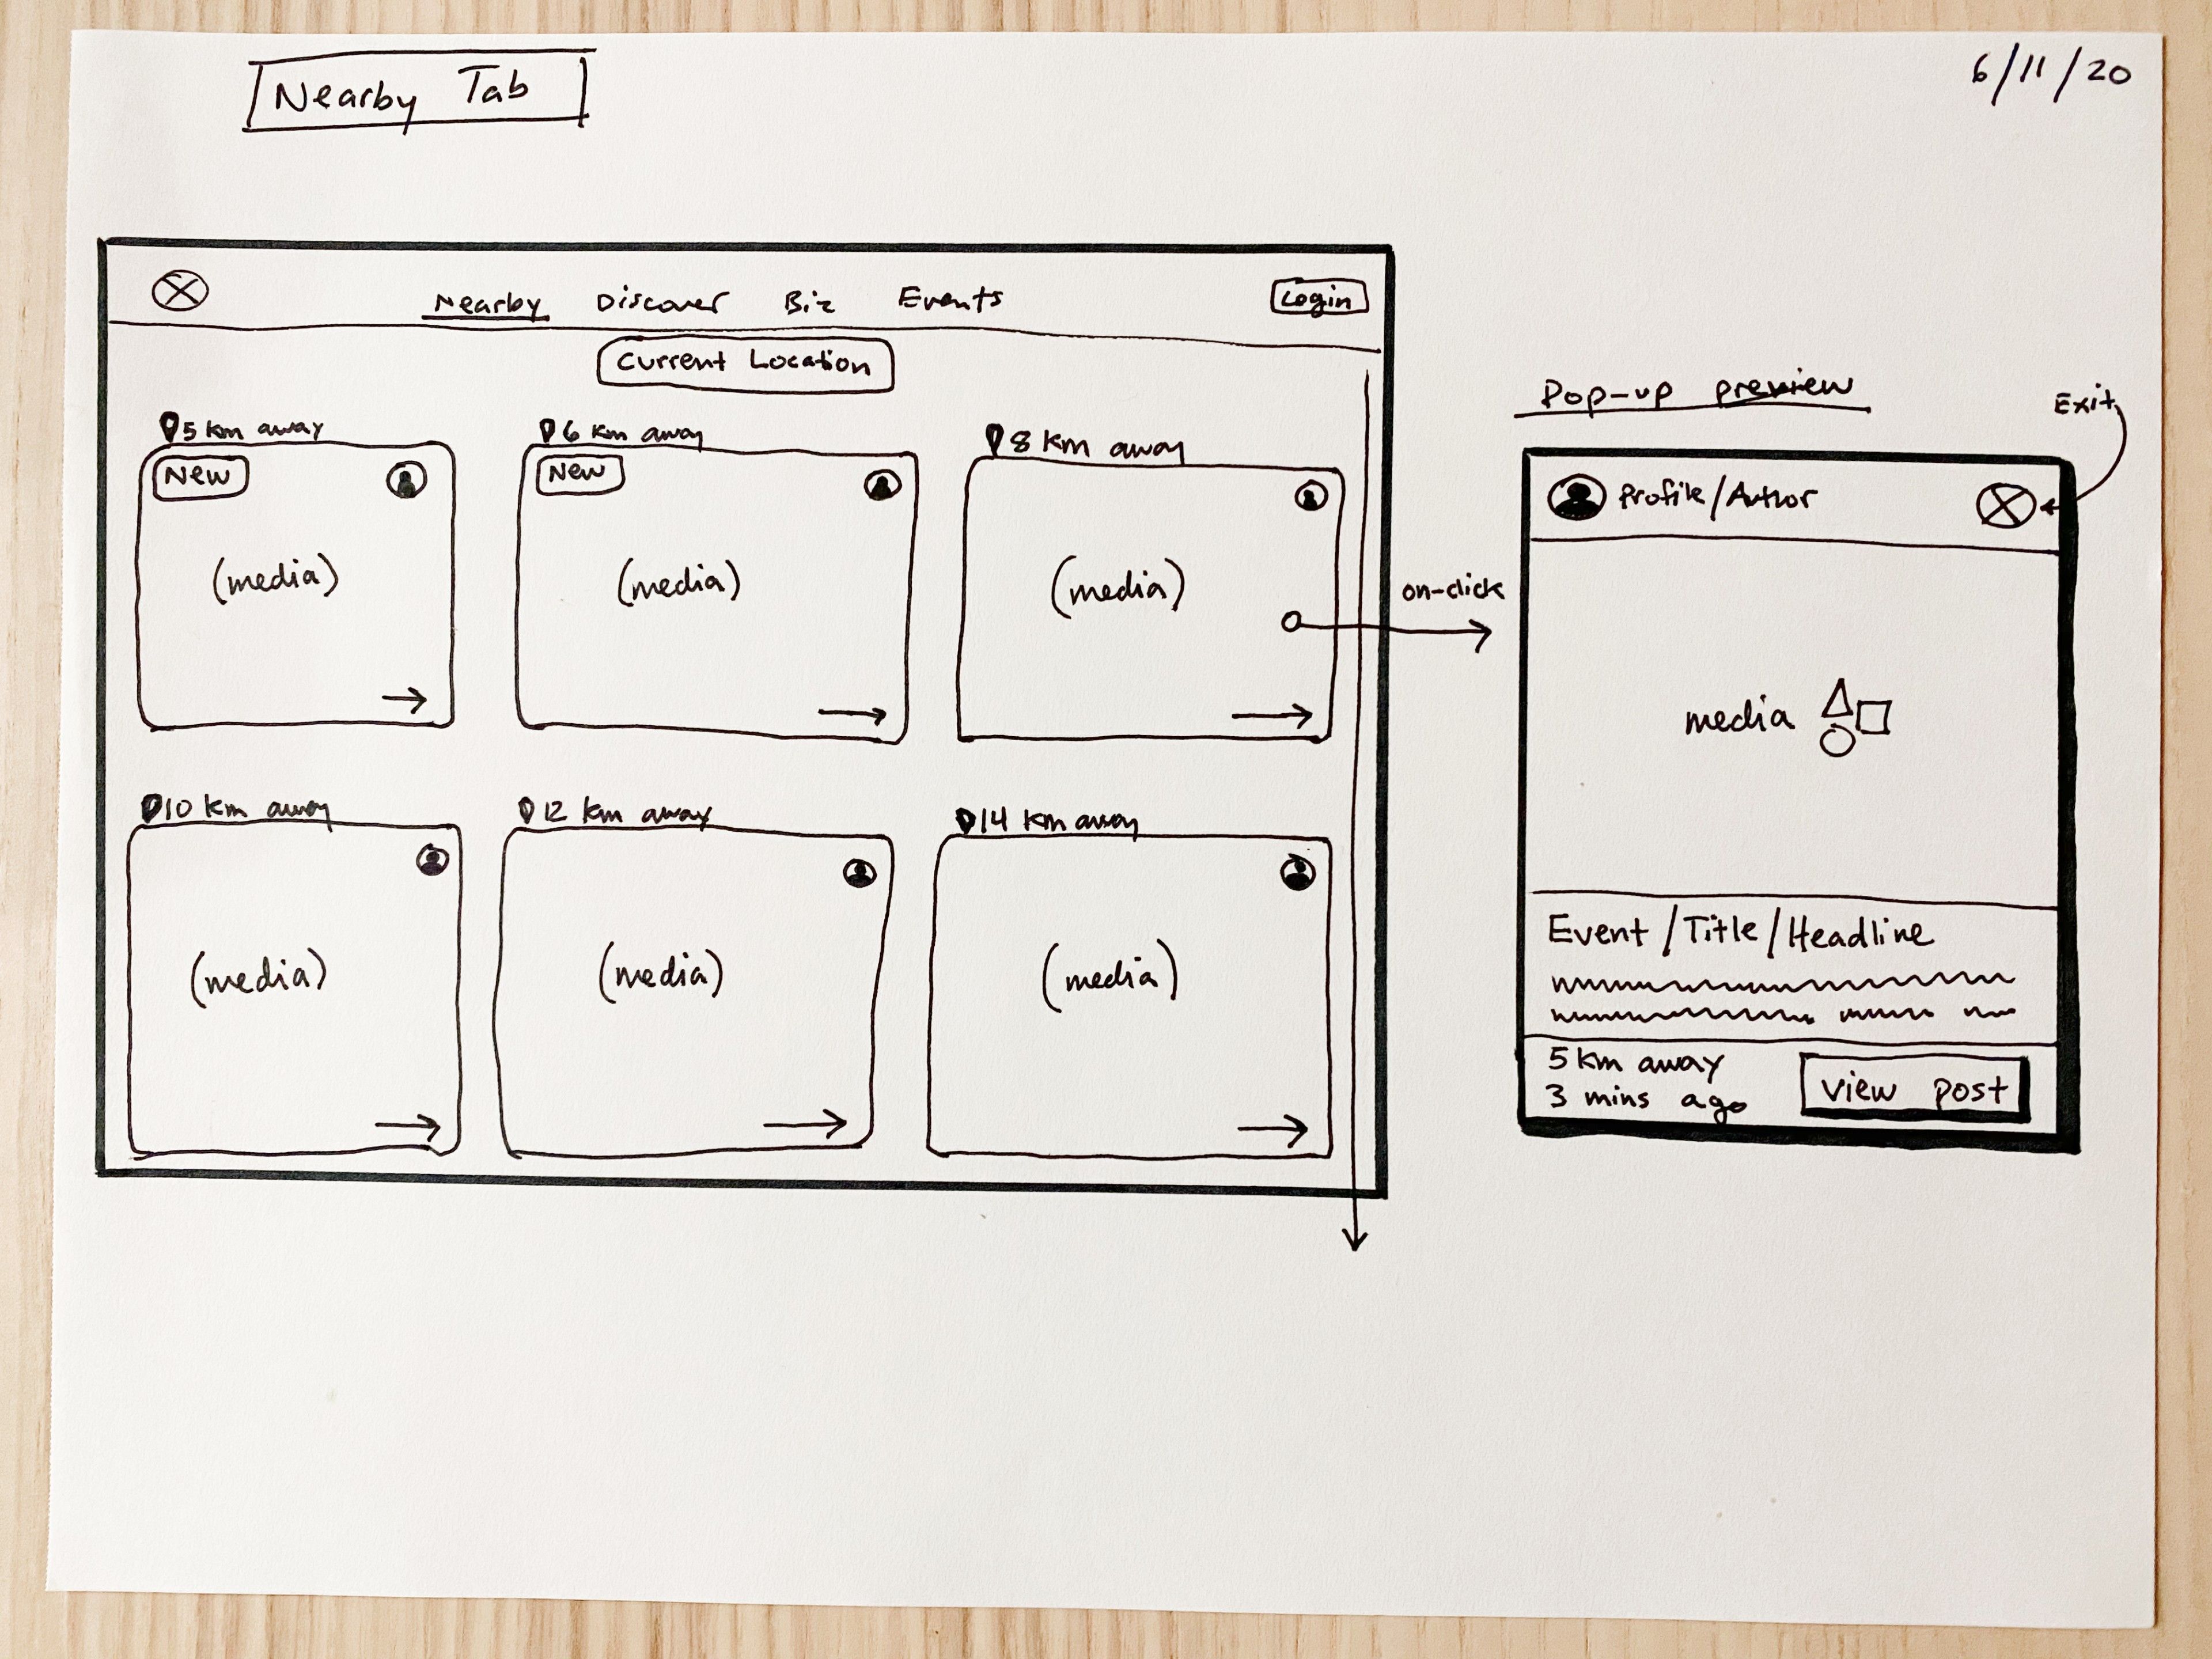 Nearby Tab
6/11/20
Nearby Discover Biz Events Login
Current Location
5 km away
6 km away
8 km away
New
New
(media)
(media)
(media)
on-click
10 km away
12 km away
14 km away
(media)
(media)
(media)
Pop-up preview
Exit
Profile/Author
media
Event/Title/Headline
5 km away
3 mins ago
view post